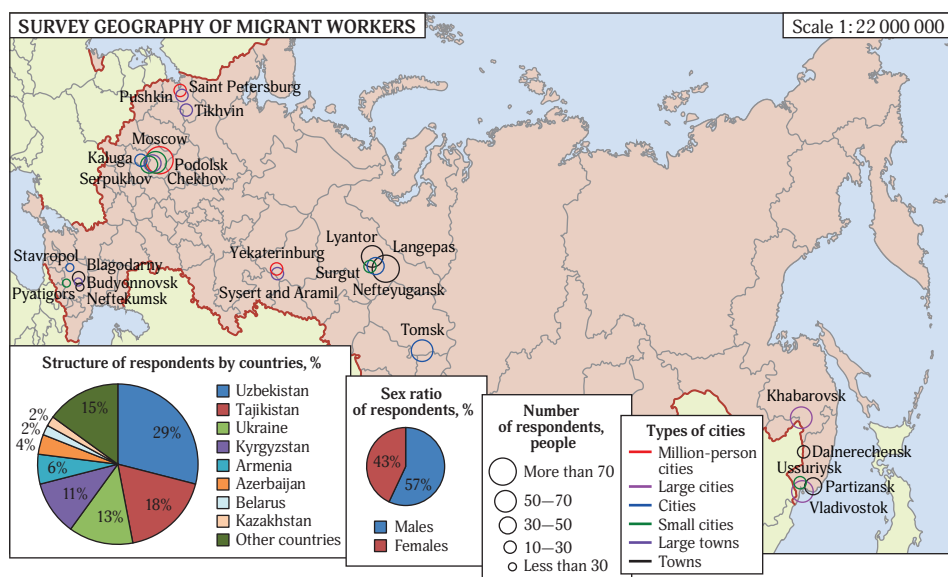 SURVEY GEOGRAPHY OF MIGRANT WORKERS
Scale 1:22 000 000
Saint Petersburg
Pushkin
Tikhvin
Moscow
Kaluga
Podolsk
Serpukhov
Chekhov
Lyantor
Langepas
Yekaterinburg
Stavropol
Blagodarny
Surgut
Budyonnovsk
Sysert and Aramil
Nefteyugansk
Pyatigors
Neftekumsk
Tomsk
Khabarovsk
Dalnerechensk
Ussuriysk
Partizansk
Vladivostok
Structure of respondents by countries, %
29%
18%
13%
11%
6%
4%
2%
2%
15%
Uzbekistan
Tajikistan
Ukraine
Kyrgyzstan
Armenia
Azerbaijan
Belarus
Kazakhstan
Other countries
Sex ratio
of respondents, %
43%
57%
Males
Females
Number
of respondents,
people
More than 70
50—70
30—50
10—30
Less than 30
Types of cities
Million-person
cities
Large cities
Cities
Small cities
Large towns
Towns